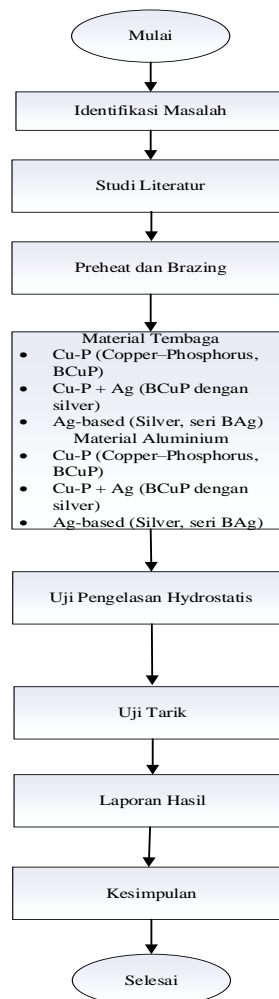 Mulai
Identifikasi Masalah
Studi Literatur
Preheat dan Brazing
Material Tembaga
• Cu-P (Copper–Phosphorus,
BCuP)
• Cu-P + Ag (BCuP dengan
silver)
• Ag-based (Silver, seri BAg)
Material Aluminium
• Cu-P (Copper–Phosphorus,
BCuP)
• Cu-P + Ag (BCuP dengan
silver)
• Ag-based (Silver, seri BAg)
Uji Pengelasan Hydrostatis
Uji Tarik
Laporan Hasil
Kesimpulan
Selesai